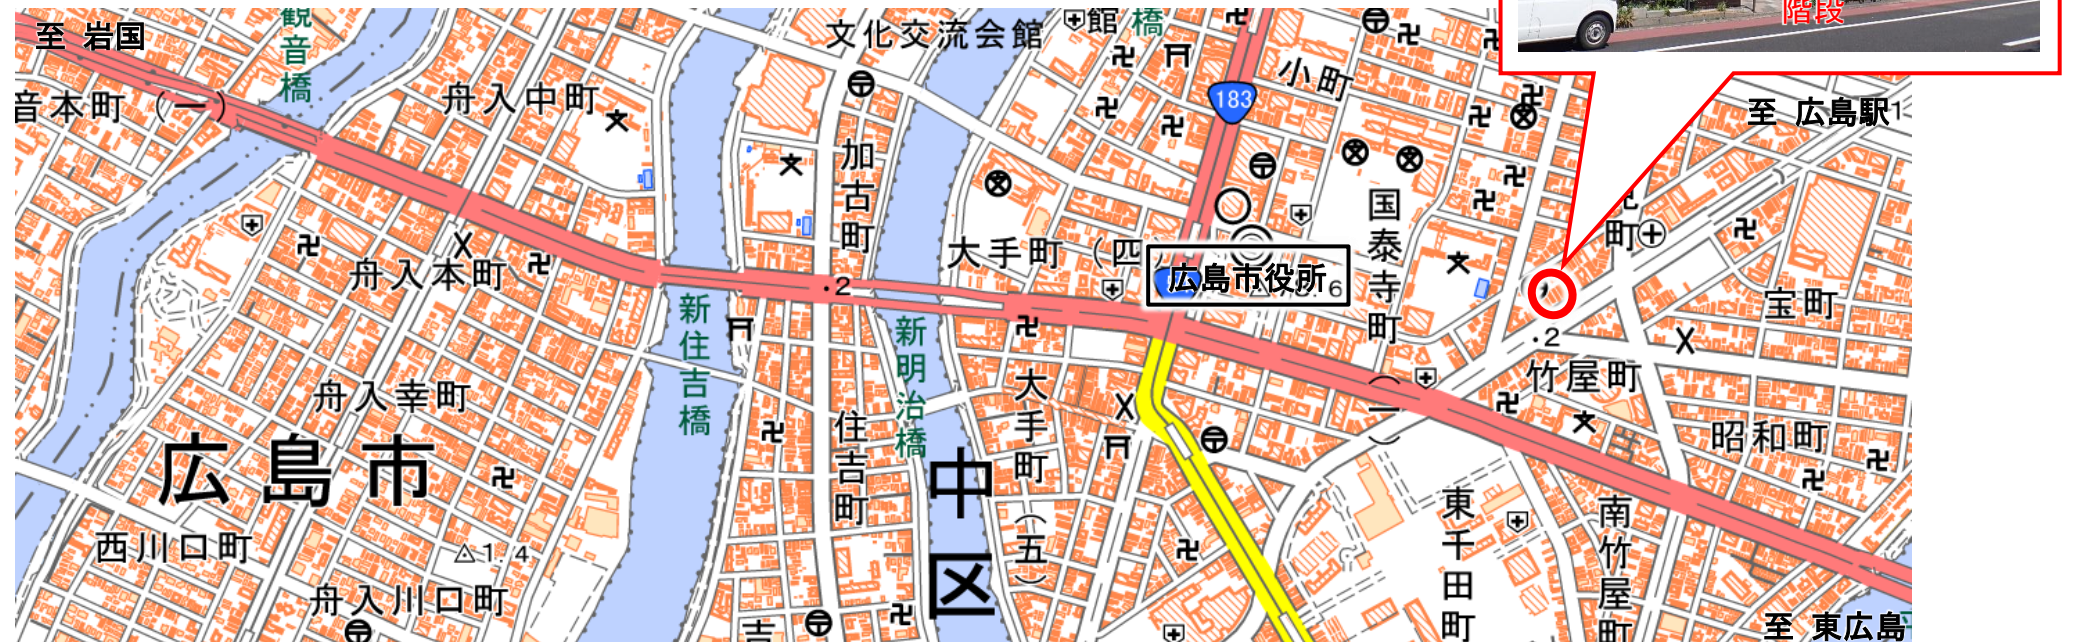 階段
至 岩国
観音橋
文化交流会館
館
橋
小町
183
至 広島駅
1
音本町(一)
舟入中町
加古町
国泰寺町(一)
大手町(四
町
広島市役所
6
舟入本町
・2
新住吉橋
新明治橋
宝町
・2
竹屋町
舟入幸町
大手町(五)
住吉町
昭和町
広島市
中区
東千田町
南竹屋町
西川口町
△1.4
舟入川口町
吉
至 東広島